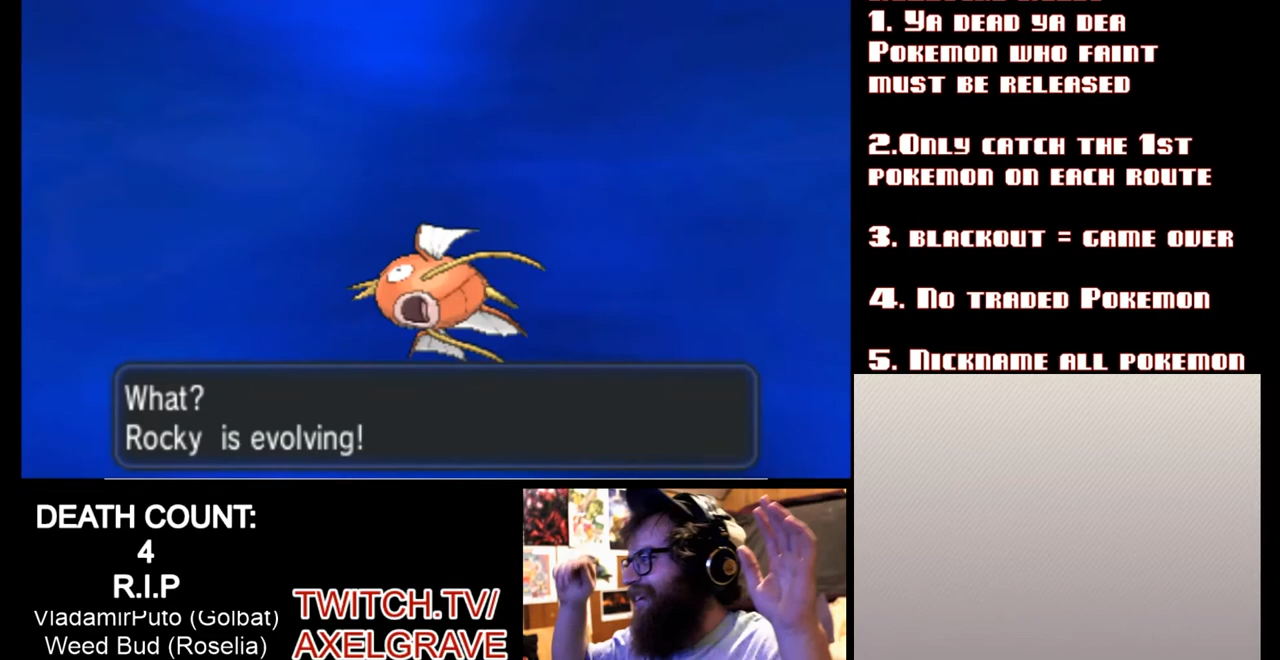 1. Ya dead ya dea
Pokemon who faint
must be released
2.Only catch the 1st
pokemon on each route
3. blackout = game over
4. No traded Pokemon
5. Nickname all pokemon
What?
Rocky is evolving!
DEATH COUNT:
4
R.I.P
VladamirPuto (Golbat)
Weed Bud (Roselia)
TWITCH.TV/
AXELGRAVE